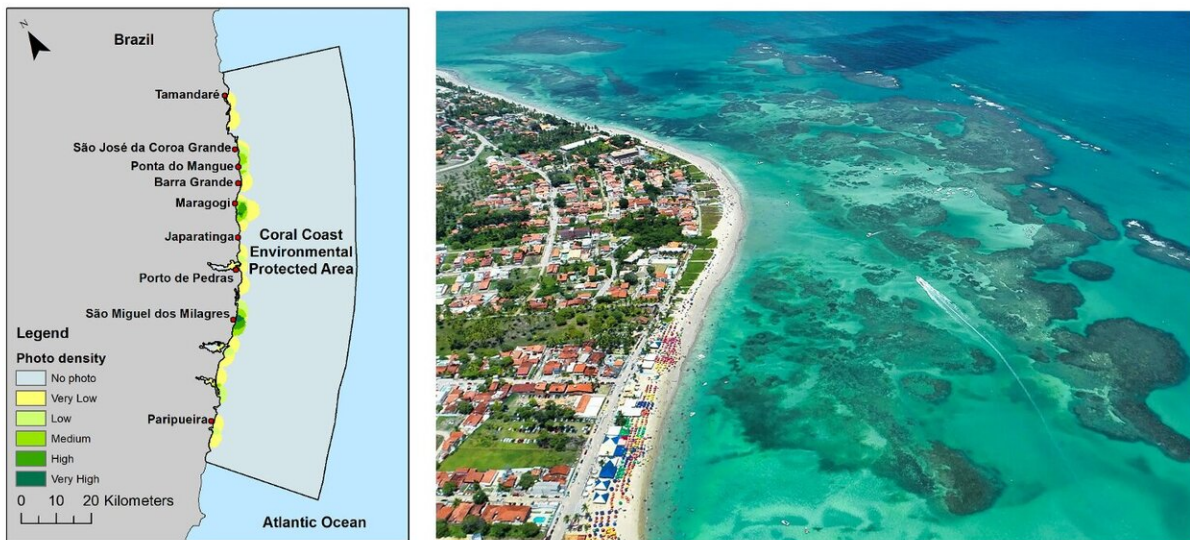 N
Brazil
Tamandaré
São José da Coroa Grande
Ponta do Mangue
Barra Grande
Maragogi
Japaratinga
Coral Coast
Environmental
Protected Area
Porto de Pedras
São Miguel dos Milagres
Paripueira
Legend
Photo density
No photo
Very Low
Low
Medium
High
Very High
0 10 20 Kilometers
Atlantic Ocean